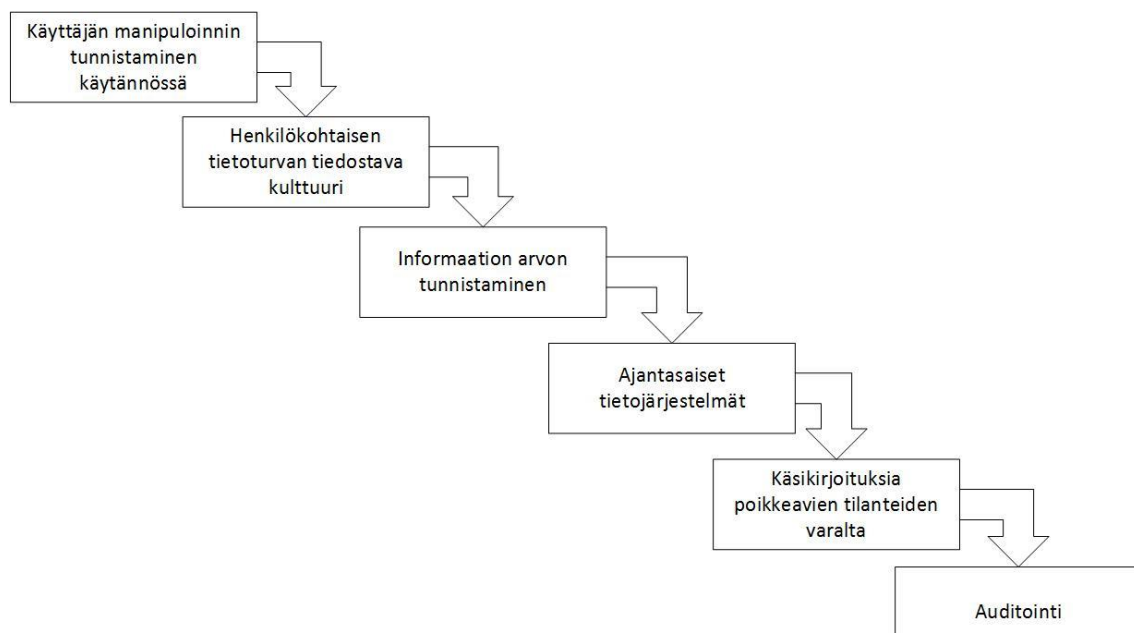 Käyttäjän manipuloinnin
tunnistaminen
käytännössä
Henkilökohtaisen
tietoturvan tiedostava
kulttuuri
Informaation arvon
tunnistaminen
Ajantasaiset
tietojärjestelmät
Käsikirjoituksia
poikkeavien tilanteiden
varalta
Auditointi